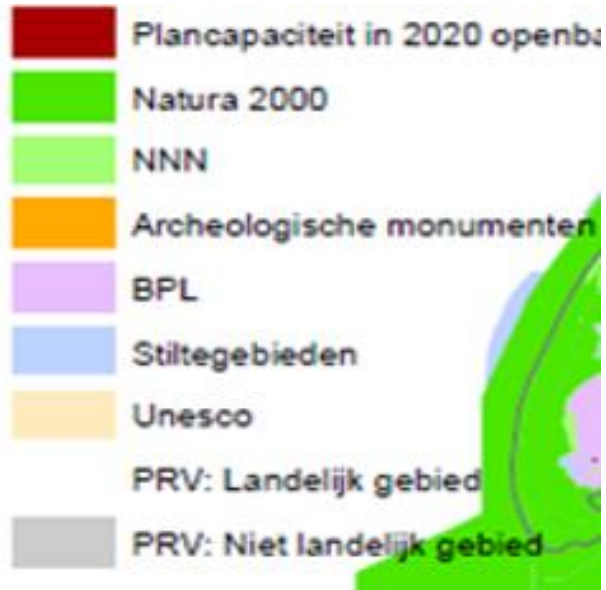 Plancapaciteit in 2020 openba
Natura 2000
NNN
Archeologische monumenten
BPL
Stiltegebieden
Unesco
PRV: Landelijk gebied
PRV: Niet landelijk gebied